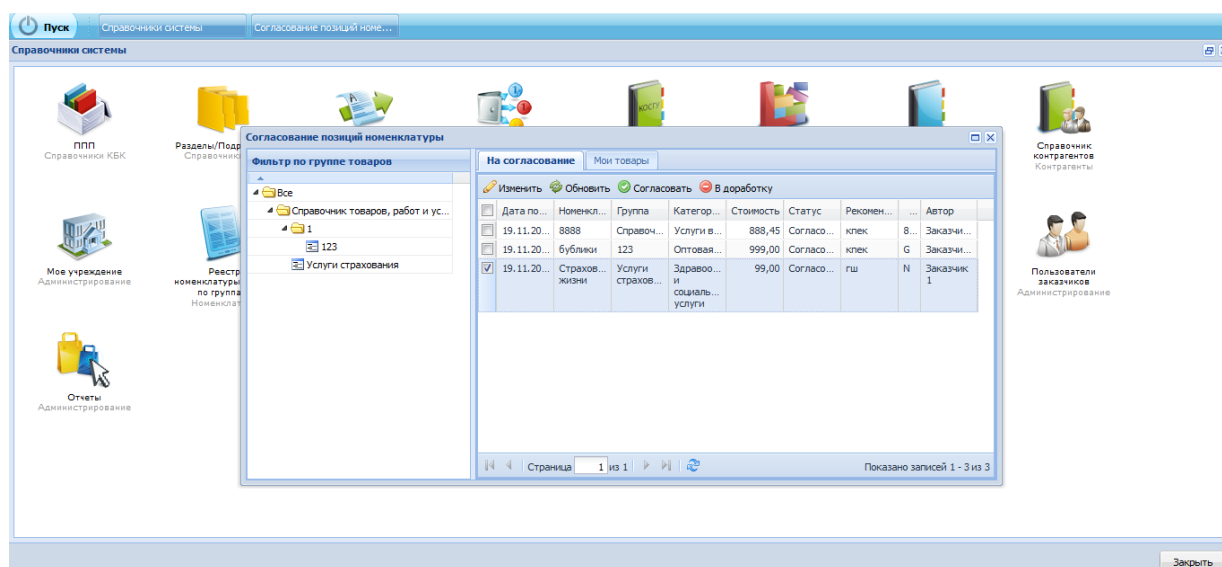 Пуск
Справочники системы
Согласование позиций номе...
Справочники системы
ППП
Справочники КБК
Разделы/Подр
Справочник
КОСГУ
Справочник
контрагентов
Контрагенты
Мое учреждение
Администрирование
Реестр
номенклатуры
по группа
Номенклат
Пользователи
заказчиков
Администрирование
Отчеты
Администрирование
Согласование позиций номенклатуры
Фильтр по группе товаров
Все
Справочник товаров, работ и ус...
1
123
Услуги страхования
На согласование
Мои товары
Изменить Обновить Согласовать В доработку
Дата по... Номенкл... Группа Категор... Стоимость Статус Рекомен... ... Автор
19.11.20... 8888 Справоч... Услуги в... 888,45 Согласо... кпек 8... Заказчи...
19.11.20... бублики 123 Оптовая... 999,00 Согласо... кпек G Заказчи...
19.11.20... Страхов... Услуги Здравоо... 99,00 Согласо... гш N Заказчик
жизни страхов... и 1
социаль...
услуги
Страница 1 из 1
Показано записей 1 - 3 из 3
Закрыть